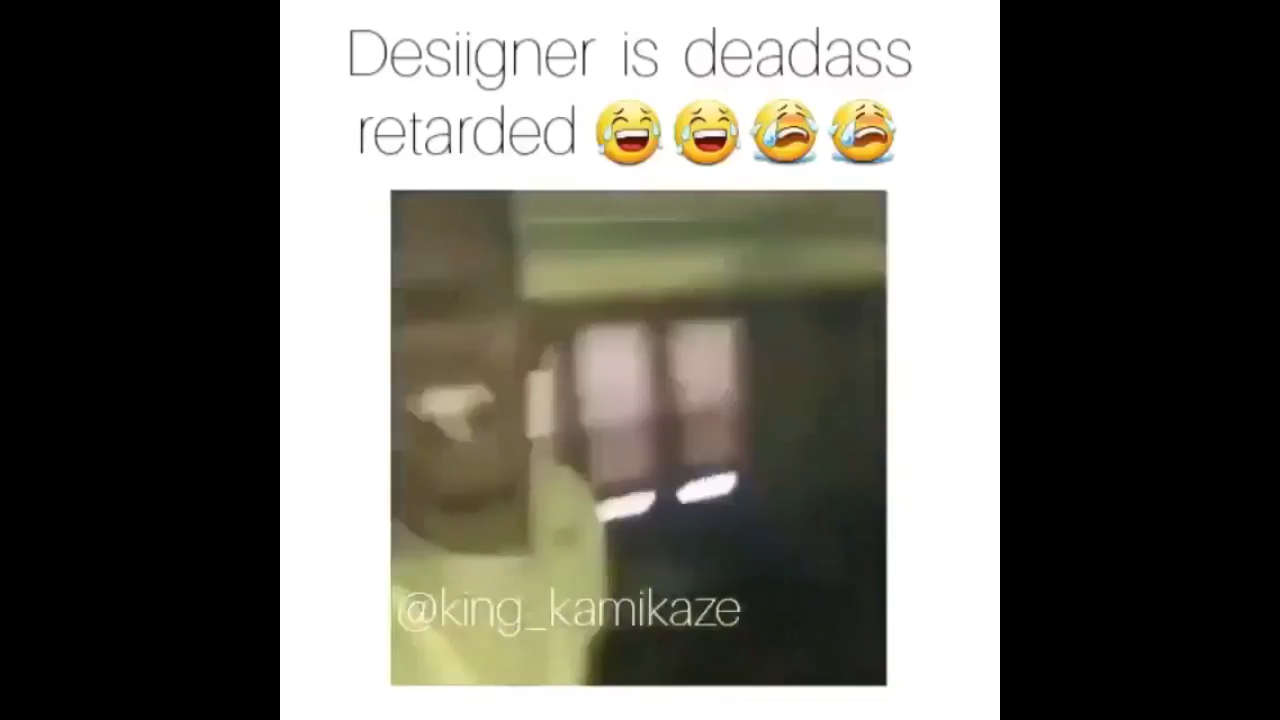 Desiigner is deadass
retarded 😂😂😭😭
@king_kamikaze